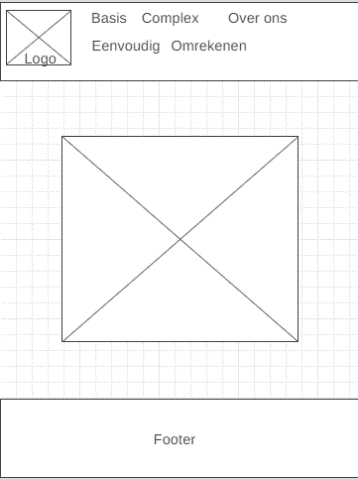 Basis Complex Over ons
Eenvoudig Omrekenen
Logo
Footer